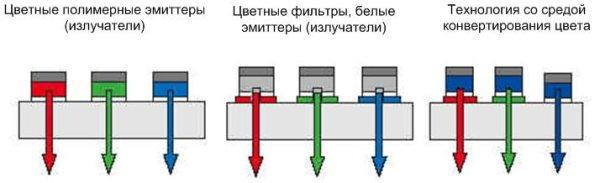 Цветные полимерные эмиттеры
(излучатели)
Цветные фильтры, белые
эмиттеры (излучатели)
Технология со средой
конвертирования цвета